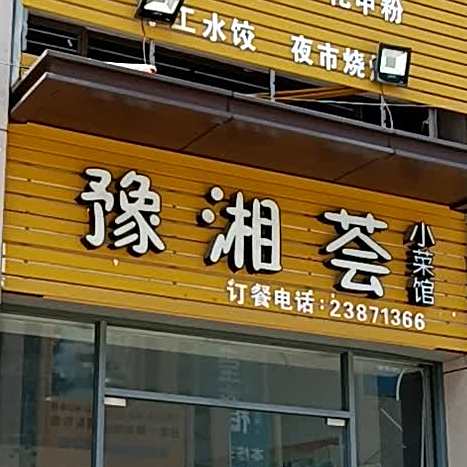 工水饺 夜市烧
豫湘荟 小菜馆
订餐电话:23871366